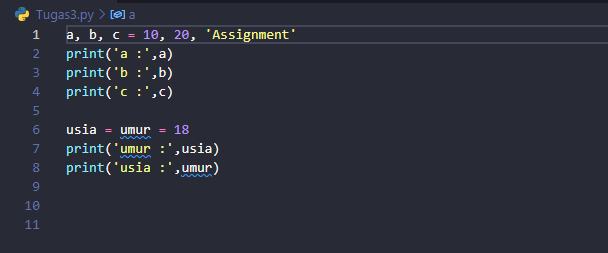 Tugas3.py > a
1 a, b, c = 10, 20, 'Assignment'
2 print('a :',a)
3 print('b :',b)
4 print('c :',c)
5
6 usia = umur = 18
7 print('umur :',usia)
8 print('usia :',umur)
9
10
11